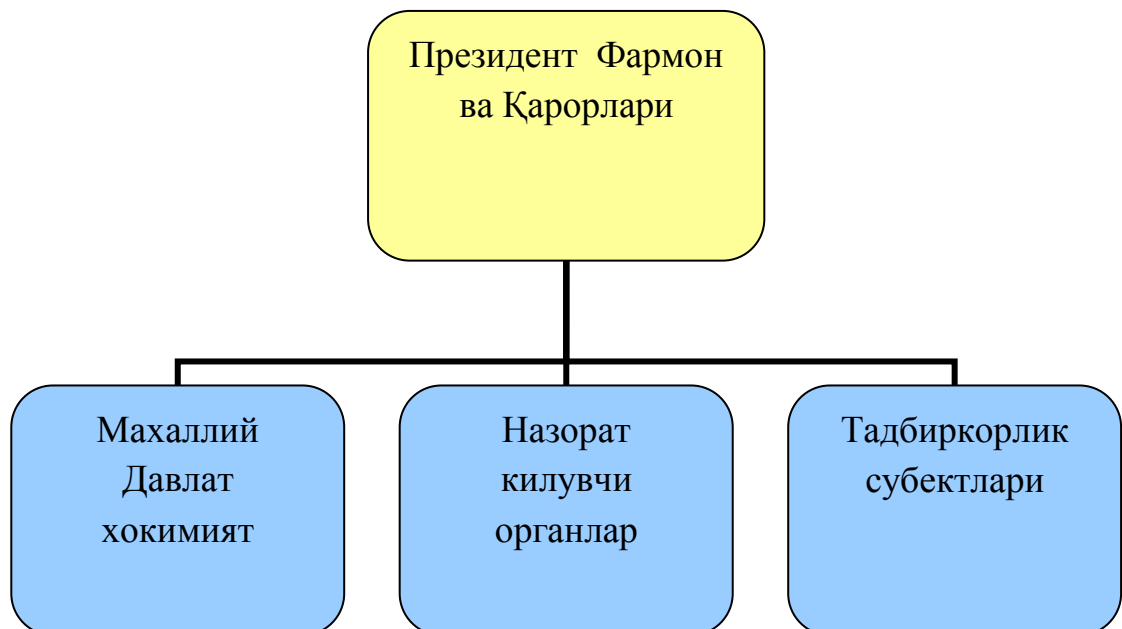 Президент Фармон
ва Қарорлари
Махаллий
Давлат
хокимият
Назорат
килувчи
органлар
Тадбиркорлик
субектлари